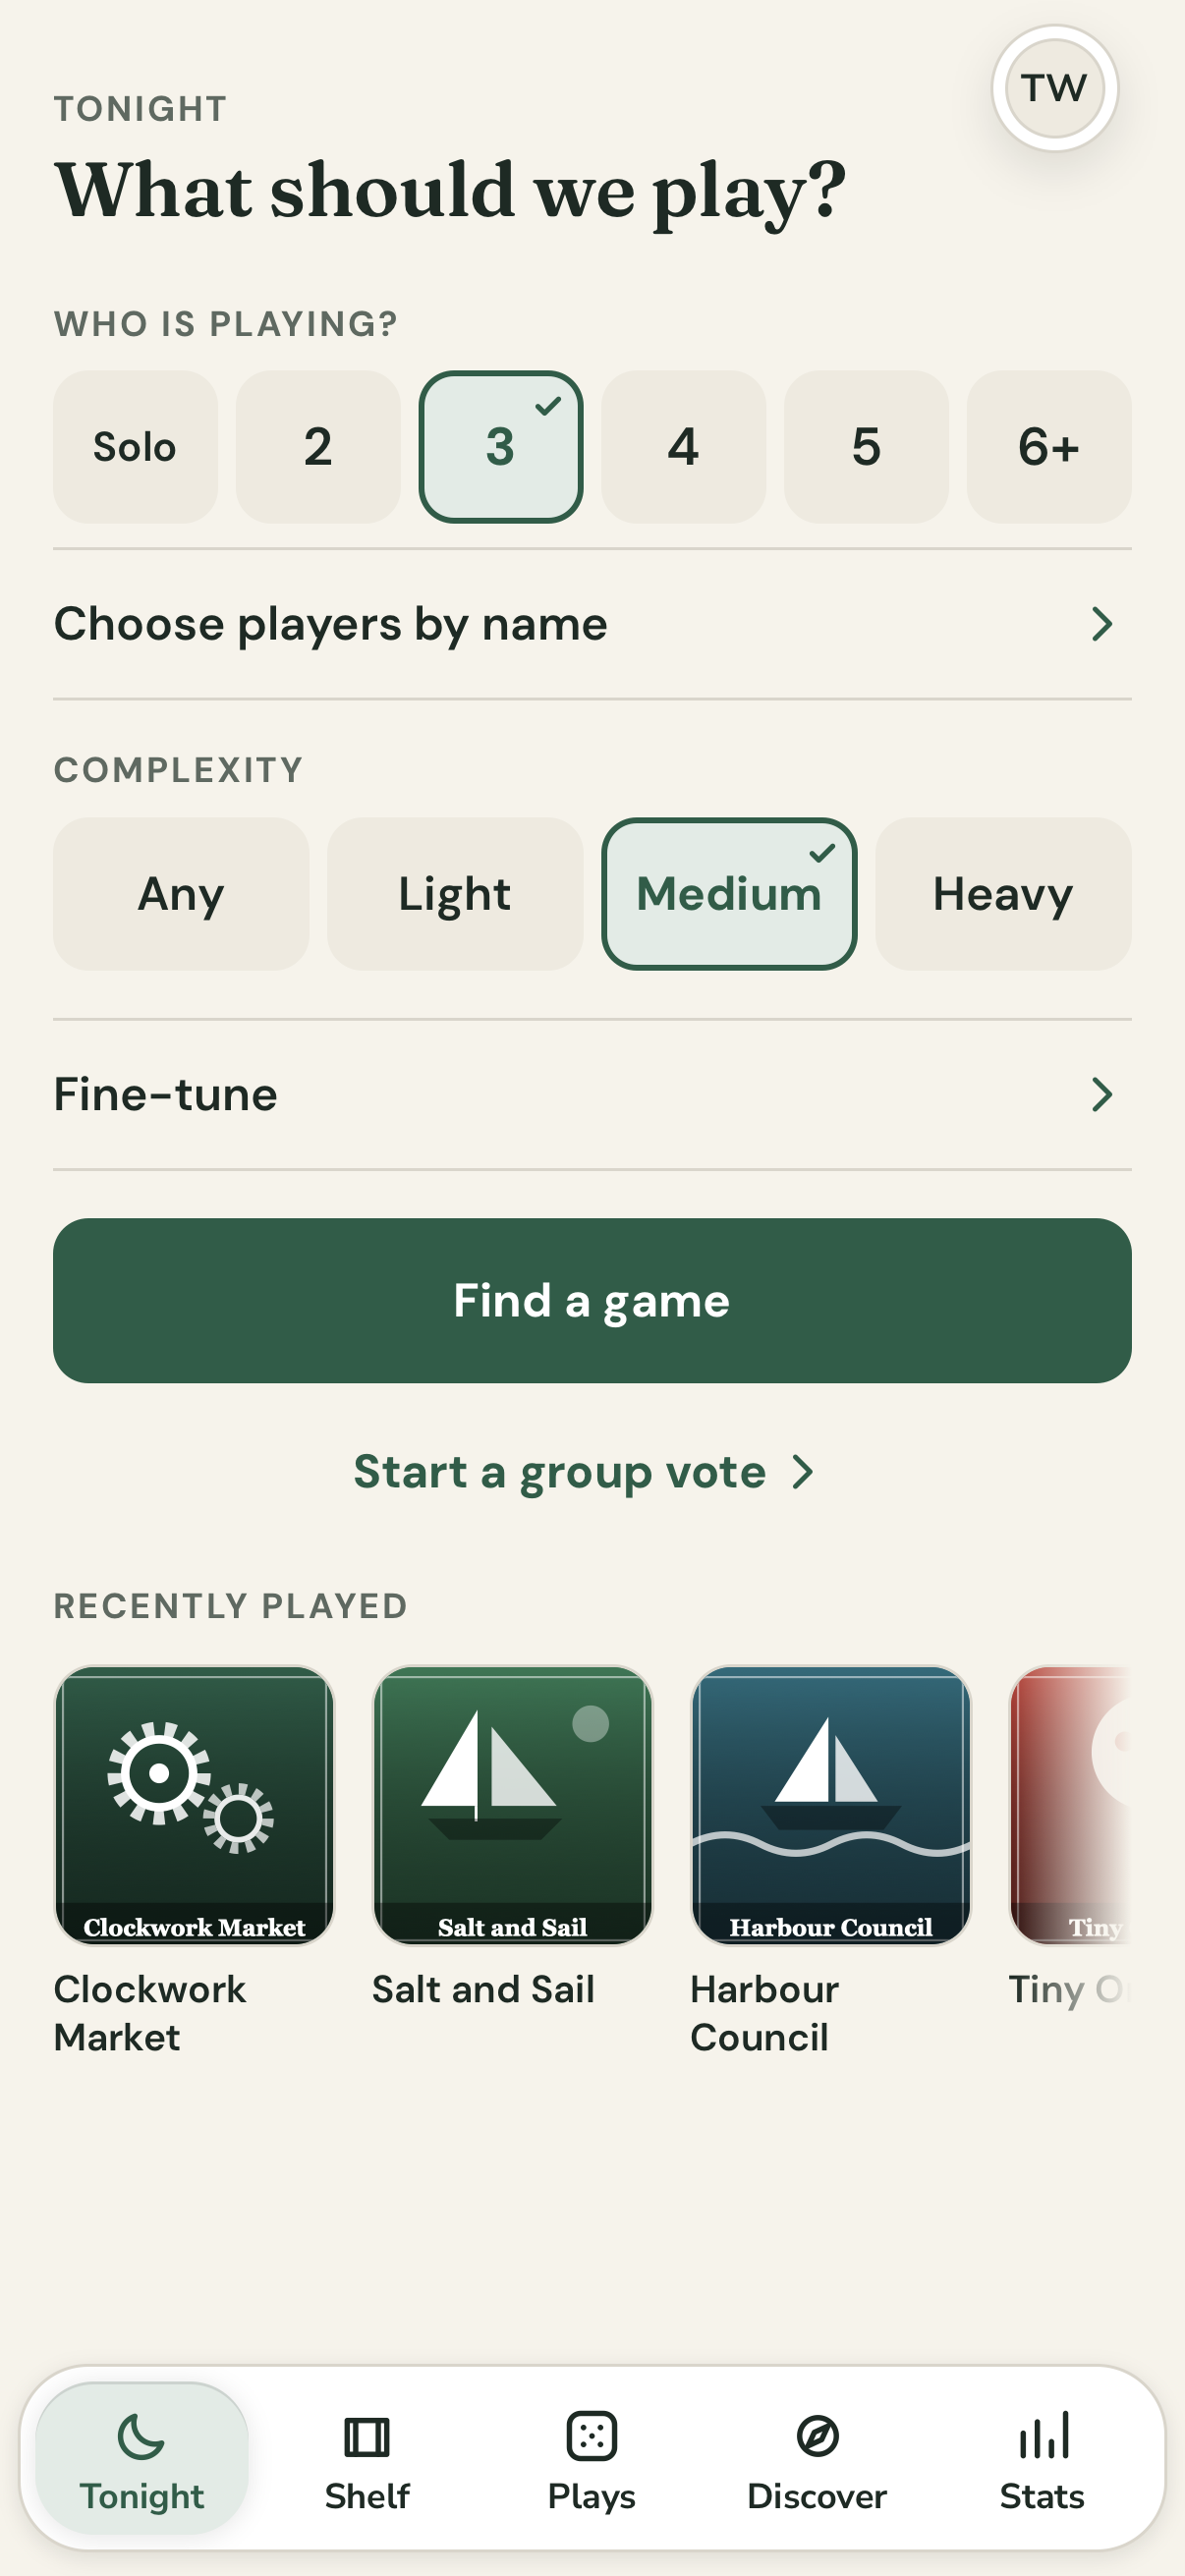 TW
TONIGHT
What should we play?
WHO IS PLAYING?
Solo 2 3 4 5 6+
Choose players by name
COMPLEXITY
Any Light Medium Heavy
Fine-tune
Find a game
Start a group vote
RECENTLY PLAYED
Clockwork Market Salt and Sail Harbour Council Tiny
Clockwork Salt and Sail Harbour Tiny
Market Council
Tonight Shelf Plays Discover Stats